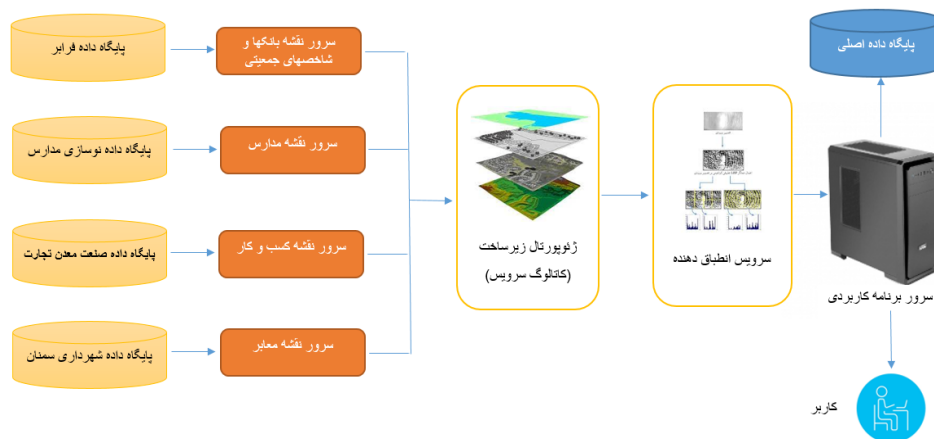 پایگاه داده فرابر
سرور نقشه بانکها و
شاخصهای جمعیتی
پایگاه داده اصلی
پایگاه داده نوسازی مدارس
سرور نقشه مدارس
پایگاه داده صنعت معدن تجارت
سرور نقشه کسب و کار
ژئوپورتال زیرساخت
(کاتالوگ سرویس)
سرویس انطباق دهنده
سرور برنامه کاربردی
پایگاه داده شهرداری سمنان
سرور نقشه معابر
کاربر